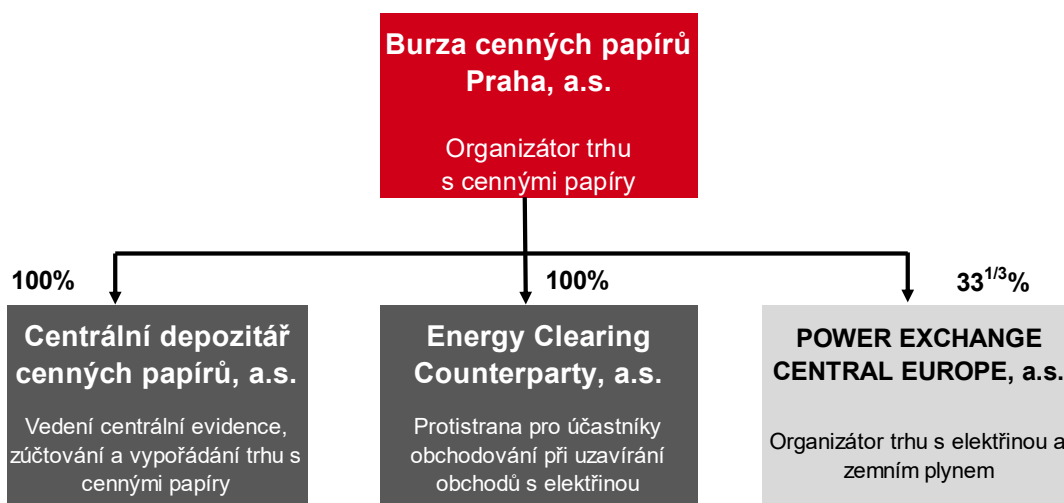 Burza cenných papírů
Praha, a.s.
Organizátor trhu
s cennými papíry
100%
100%
33 1/3%
Centrální depozitář
cenných papírů, a.s.
Vedení centrální evidence,
zúčtování a vypořádání trhu s
cennými papíry
Energy Clearing
Counterparty, a.s.
Protistrana pro účastníky
obchodování při uzavírání
obchodů s elektřinou
POWER EXCHANGE
CENTRAL EUROPE, a.s.
Organizátor trhu s elektřinou a
zemním plynem